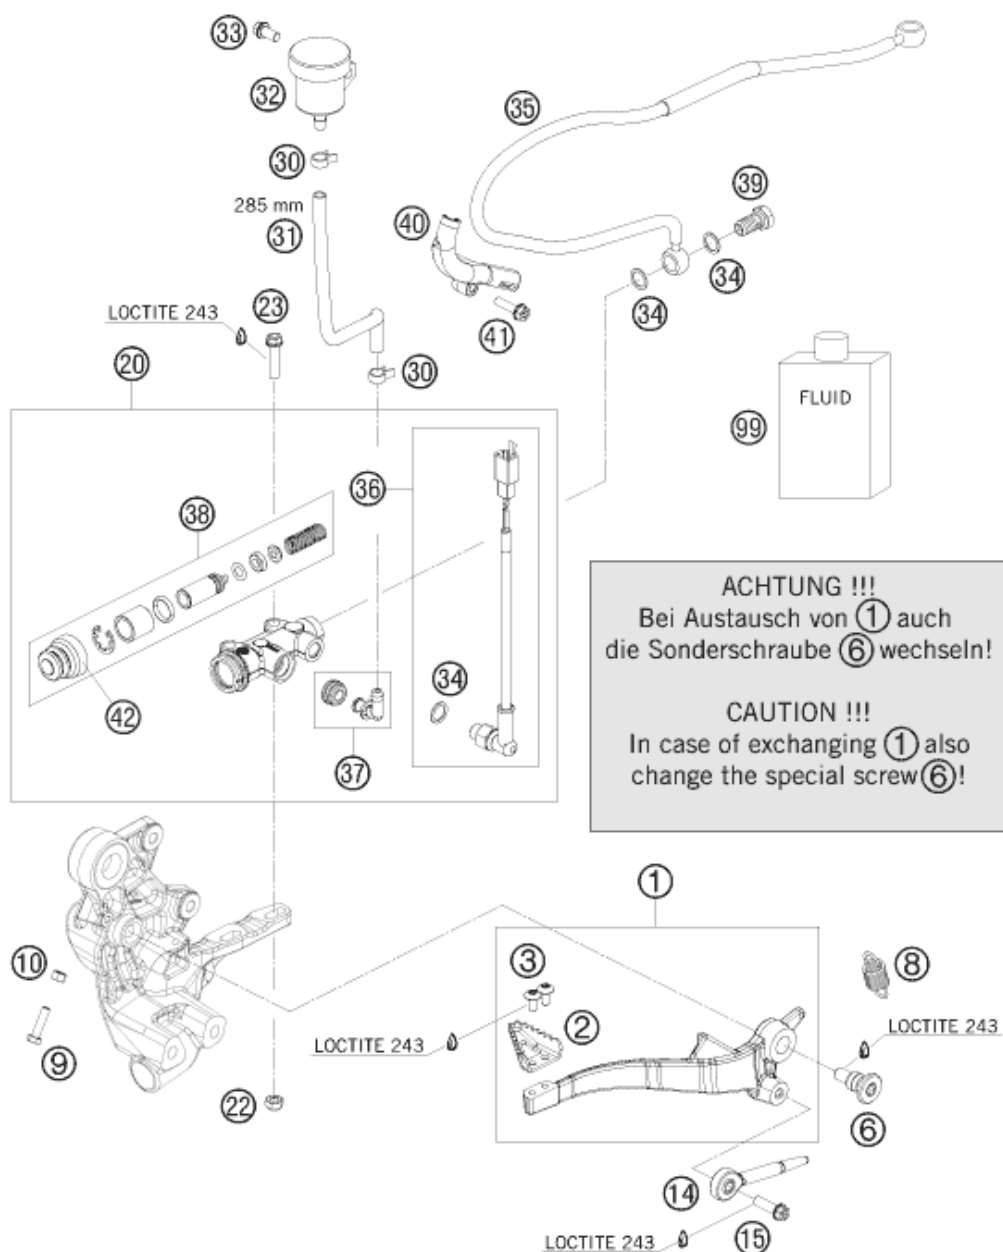 33
32
35
30
39
285 mm
40
31
34
34
LOCTITE 243
23
41
20
30
FLUID
99
36
38
ACHTUNG !!!
Bei Austausch von 1 auch
die Sonderschraube 6 wechseln!
CAUTION !!!
In case of exchanging 1 also
change the special screw 6!
34
42
37
1
10
3
8
2
LOCTITE 243
LOCTITE 243
9
22
6
14
15
LOCTITE 243